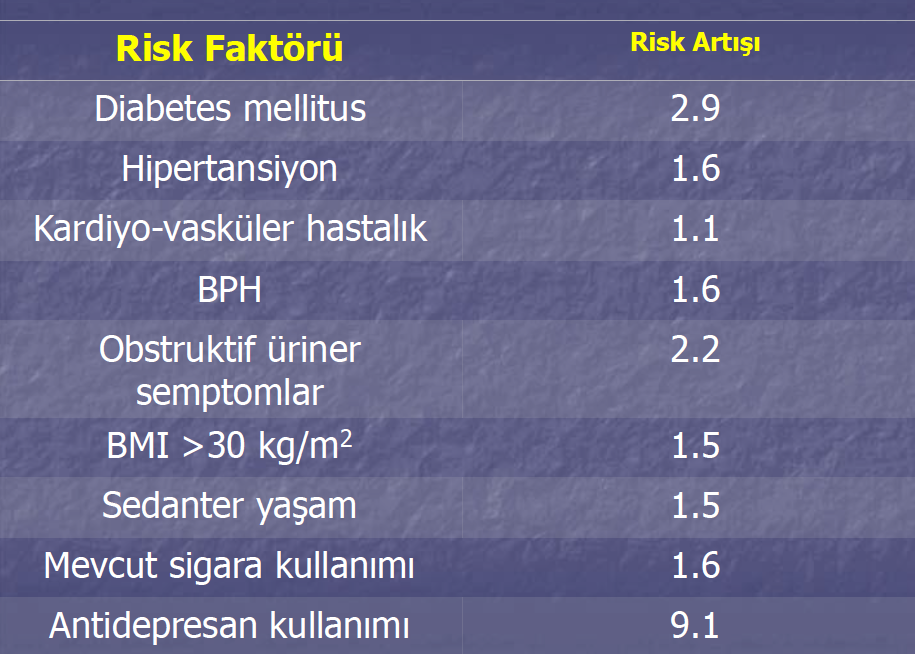 Risk Faktörü Risk Artışı
Diabetes mellitus 2.9
Hipertansiyon 1.6
Kardiyo-vasküler hastalık 1.1
BPH 1.6
Obstruktif üriner 2.2
semptomlar
BMI >30 kg/m² 1.5
Sedanter yaşam 1.5
Mevcut sigara kullanımı 1.6
Antidepresan kullanımı 9.1